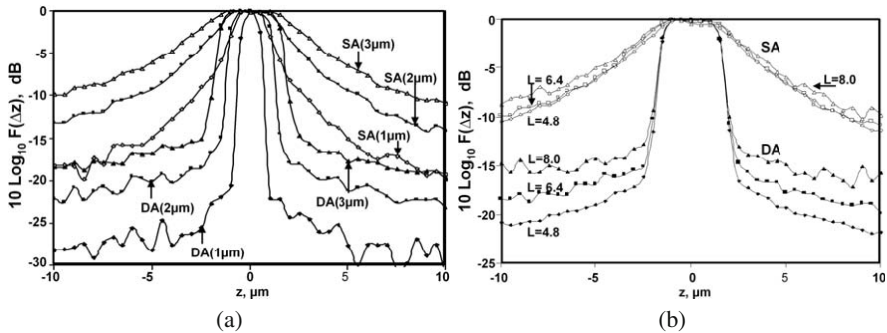 10 Log10 F(Δz), dB
0
-5
-10
-15
-20
-25
-30
-10
-5
0
5
10
z, µm
SA(3µm)
SA(2µm)
SA(1µm)
DA(2µm)
DA(3µm)
DA(1µm)
(a)
10 Log10 F(Δz), dB
0
-5
-10
-15
-20
-25
-10
-5
0
5
10
z, µm
SA
L= 6.4
L=8.0
L=4.8
DA
L=8.0
L=6.4
L=4.8
(b)